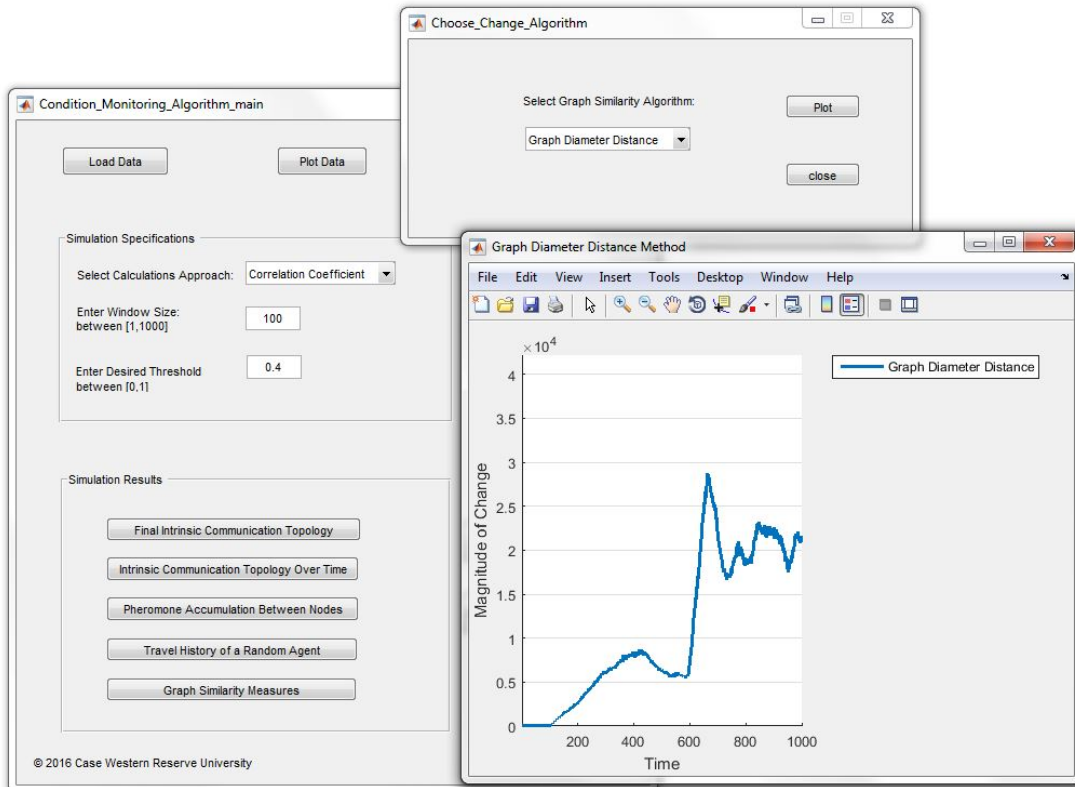 Choose_Change_Algorithm
Select Graph Similarity Algorithm:
Plot
Graph Diameter Distance
close
Condition_Monitoring_Algorithm_main
Load Data
Plot Data
Simulation Specifications
Select Calculations Approach:
Correlation Coefficient
Enter Window Size:
between [1,1000]
100
Enter Desired Threshold
between [0,1]
0.4
Simulation Results
Final Intrinsic Communication Topology
Intrinsic Communication Topology Over Time
Pheromone Accumulation Between Nodes
Travel History of a Random Agent
Graph Similarity Measures
© 2016 Case Western Reserve University
Graph Diameter Distance Method
File Edit View Insert Tools Desktop Window Help
×10⁴
Graph Diameter Distance
4
3.5
3
2.5
2
1.5
1
0.5
0
Magnitude of Change
200 400 600 800 1000
Time